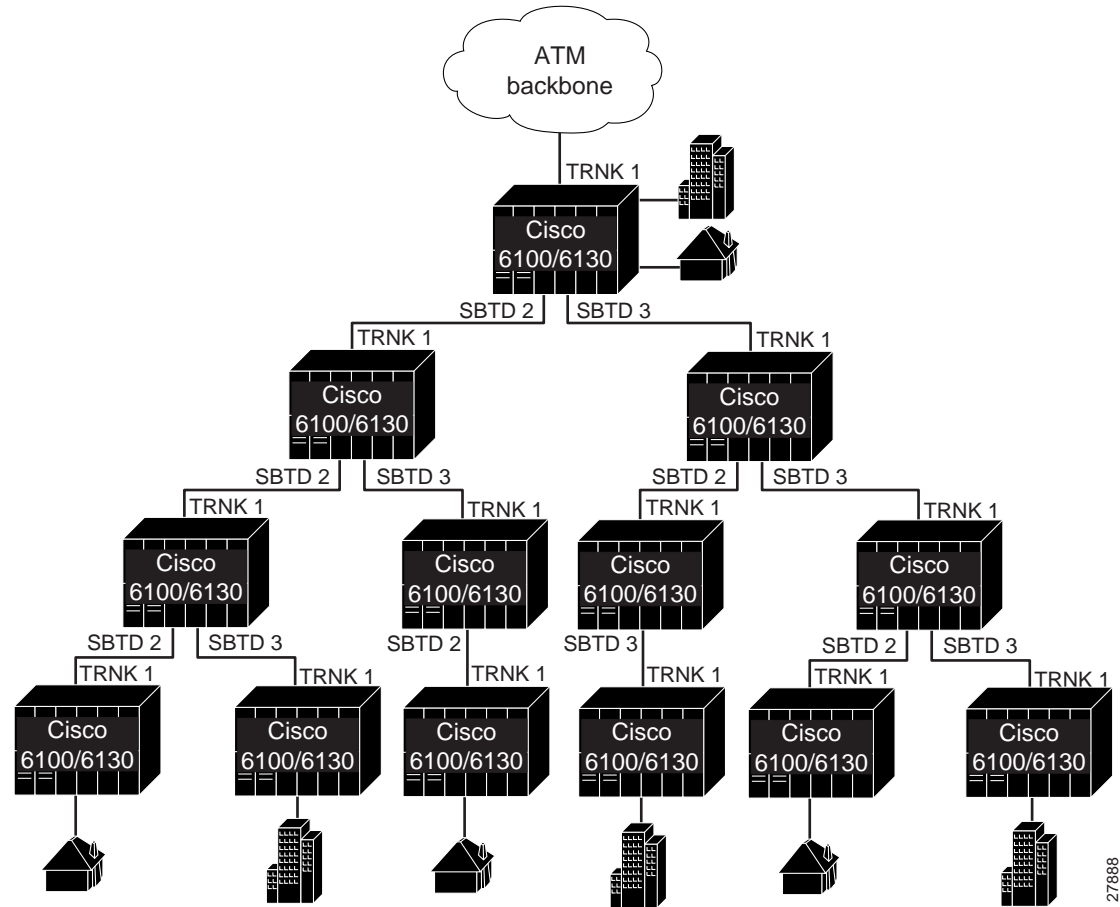 ATM
backbone
TRNK 1
Cisco
6100/6130
SBTD 2
SBTD 3
TRNK 1
TRNK 1
Cisco
6100/6130
Cisco
6100/6130
SBTD 2
SBTD 3
SBTD 2
SBTD 3
TRNK 1
TRNK 1
TRNK 1
TRNK 1
Cisco
6100/6130
Cisco
6100/6130
Cisco
6100/6130
Cisco
6100/6130
SBTD 2
SBTD 3
SBTD 2
SBTD 3
SBTD 2
SBTD 3
TRNK 1
TRNK 1
TRNK 1
TRNK 1
TRNK 1
TRNK 1
Cisco
6100/6130
Cisco
6100/6130
Cisco
6100/6130
Cisco
6100/6130
Cisco
6100/6130
Cisco
6100/6130
27888